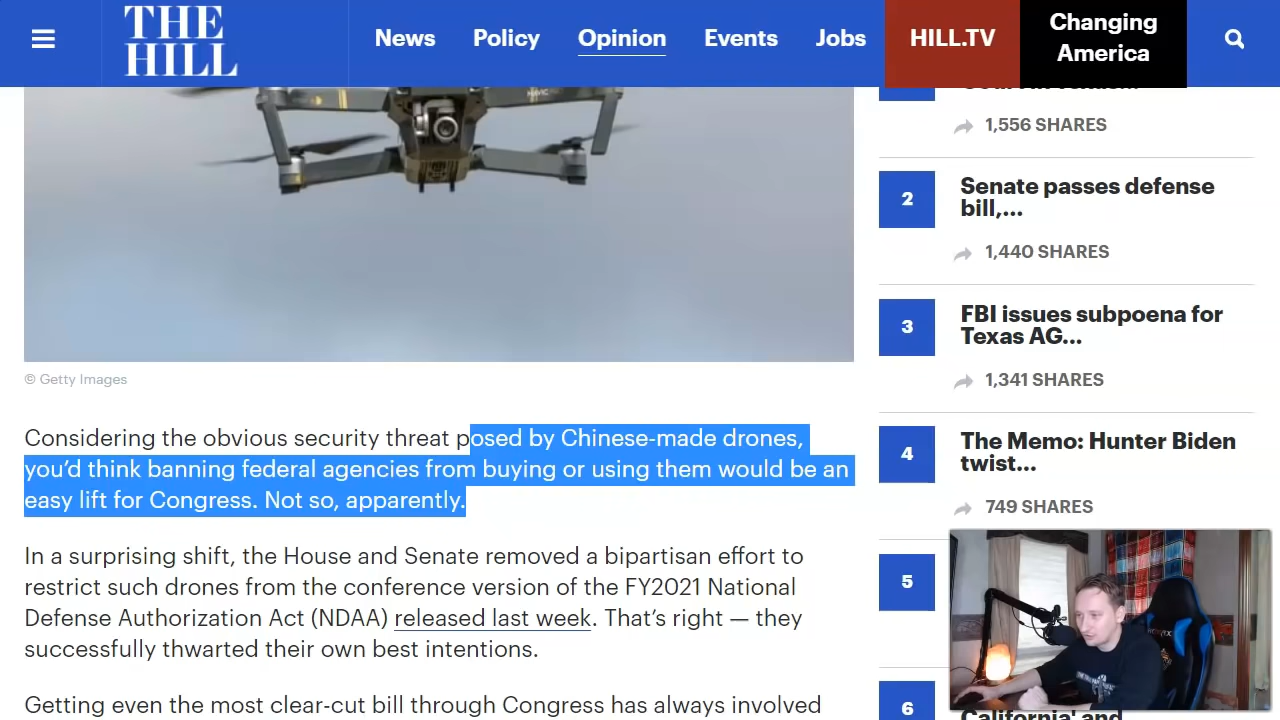 THE
HILL
News Policy Opinion Events Jobs HILL.TV
Changing
America
1,556 SHARES
2
Senate passes defense
bill,...
1,440 SHARES
3
FBI issues subpoena for
Texas AG...
1,341 SHARES
4
The Memo: Hunter Biden
twist...
749 SHARES
5
6
California' and
© Getty Images
Considering the obvious security threat posed by Chinese-made drones,
you'd think banning federal agencies from buying or using them would be an
easy lift for Congress. Not so, apparently.
In a surprising shift, the House and Senate removed a bipartisan effort to
restrict such drones from the conference version of the FY2021 National
Defense Authorization Act (NDAA) released last week. That's right — they
successfully thwarted their own best intentions.
Getting even the most clear-cut bill through Congress has always involved